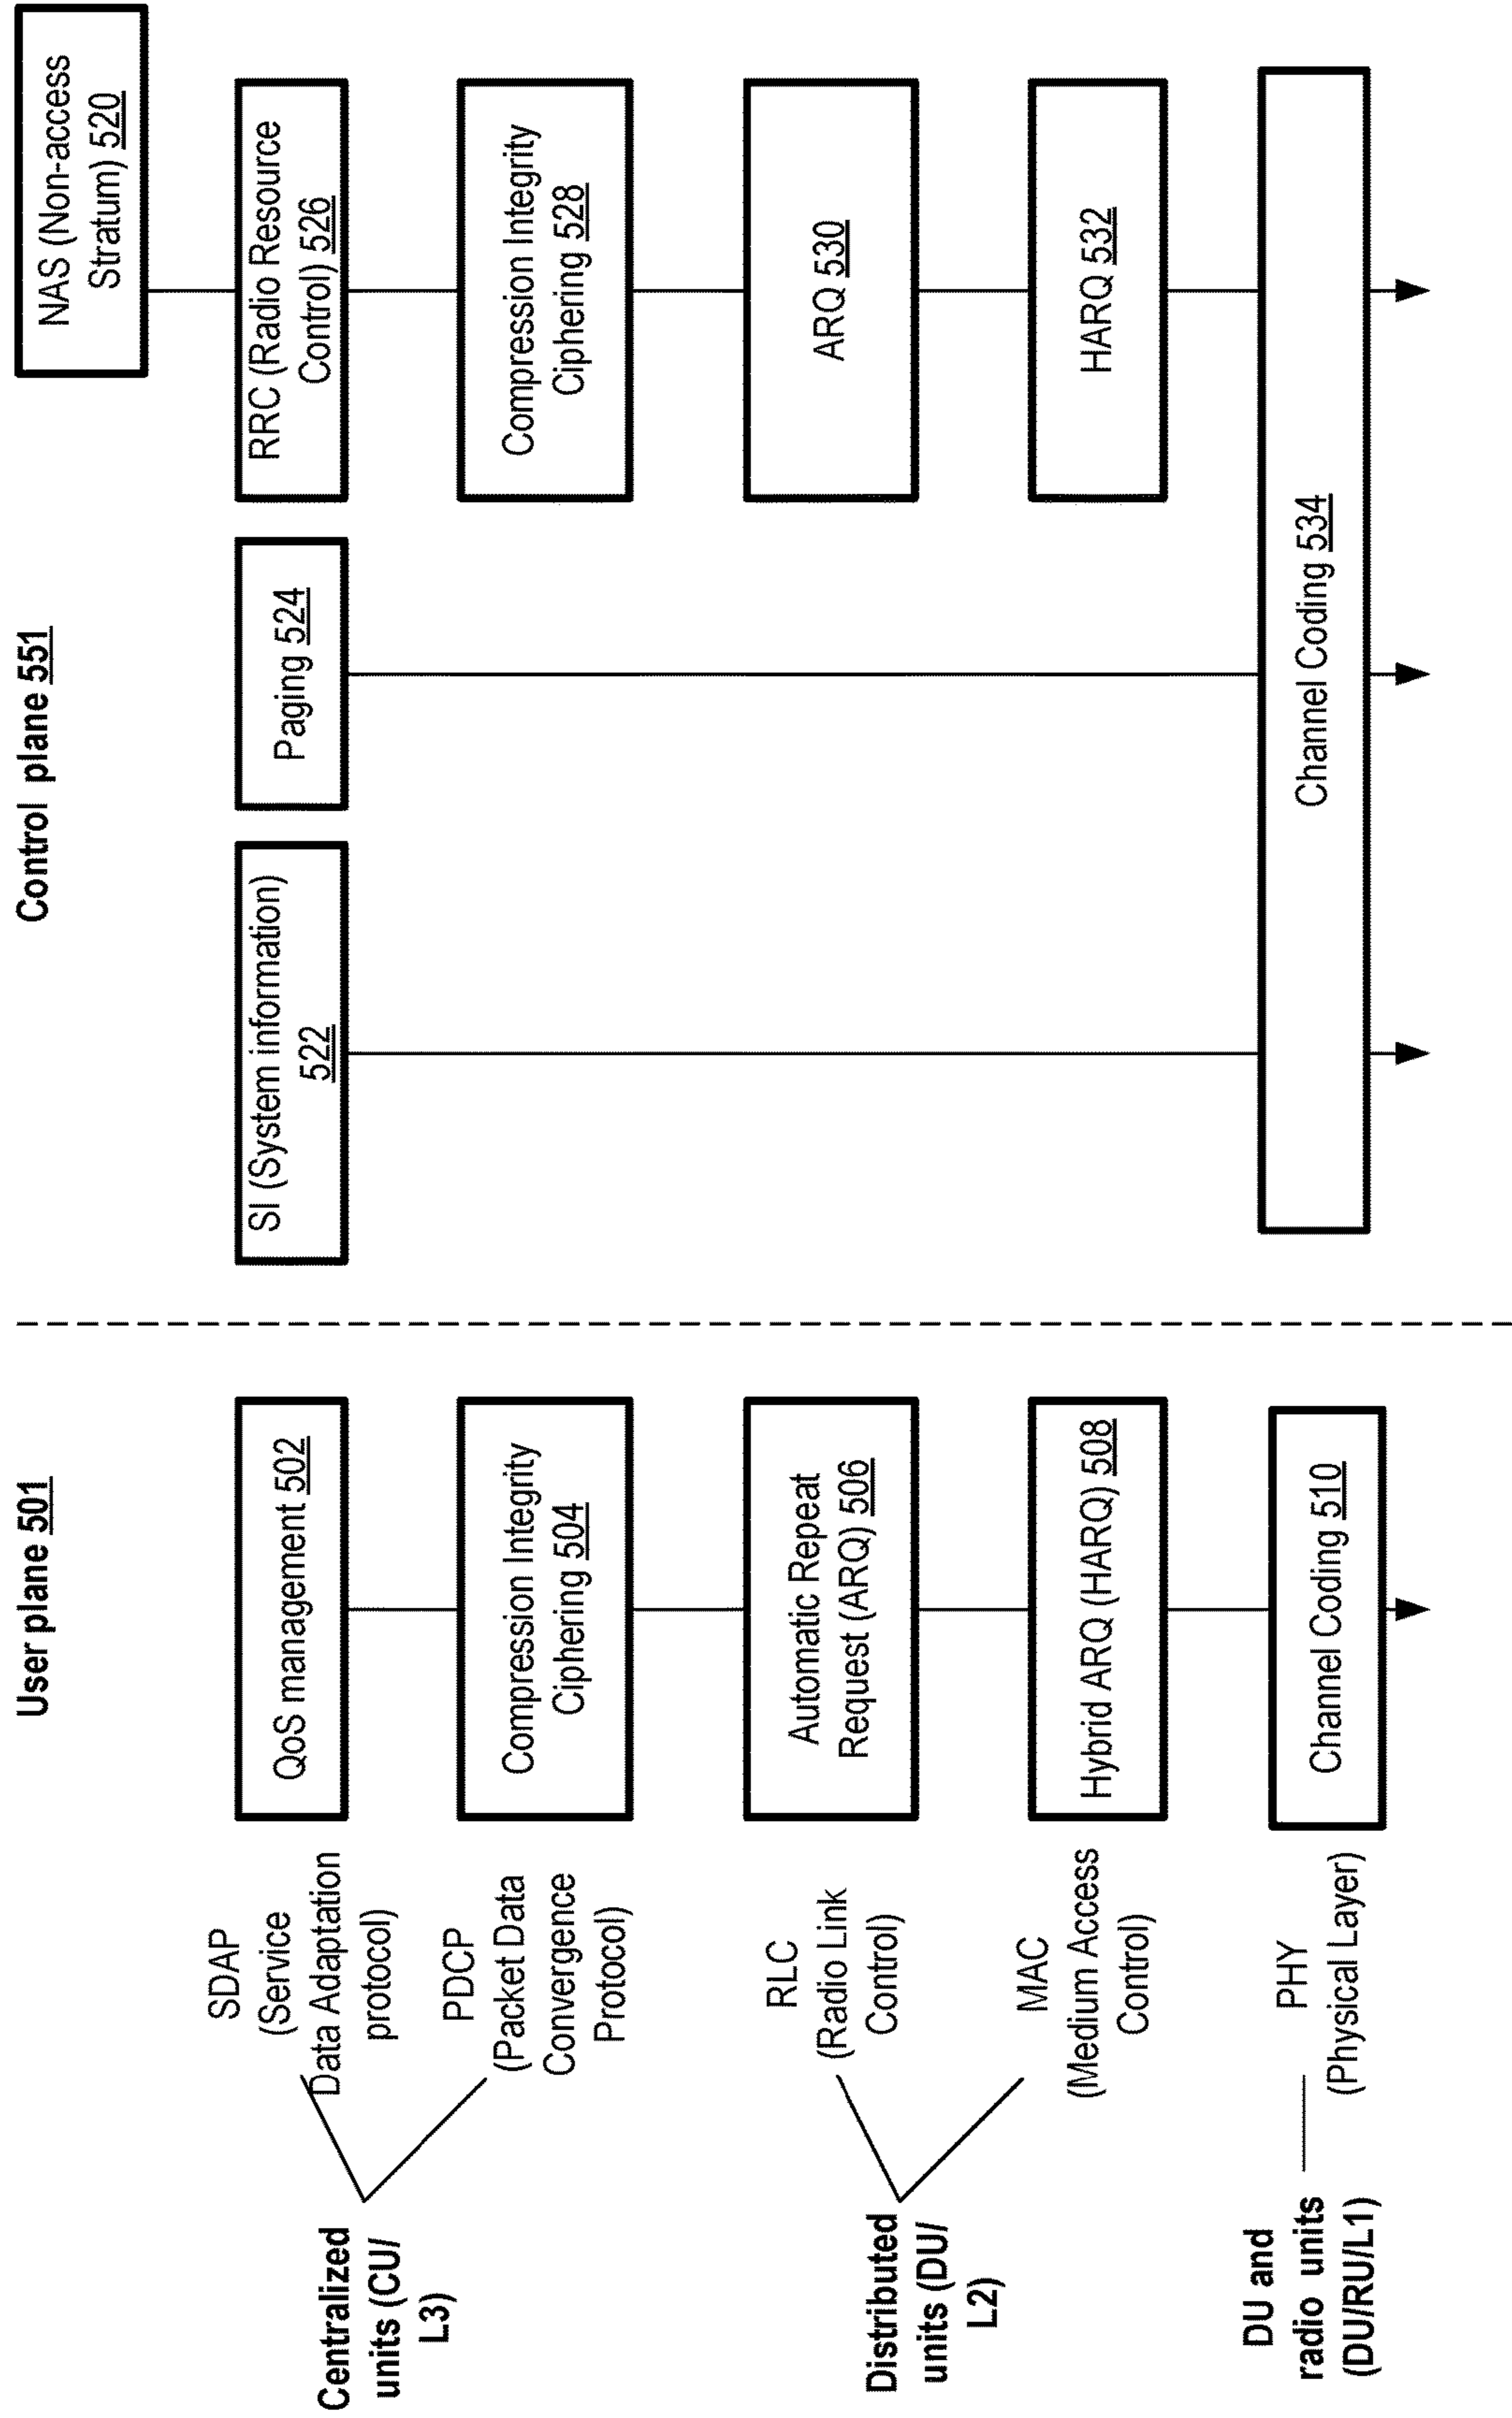 User plane 501
Control plane 551
NAS (Non-access
Stratum) 520
Centralized
units (CU/
L3)
SDAP
(Service
Data Adaptation
protocol)
QoS management 502
SI (System information)
522
Paging 524
RRC (Radio Resource
Control) 526
PDCP
(Packet Data
Convergence
Protocol)
Compression Integrity
Ciphering 504
Compression Integrity
Ciphering 528
Distributed
units (DU/
L2)
RLC
(Radio Link
Control)
Automatic Repeat
Request (ARQ) 506
ARQ 530
MAC
(Medium Access
Control)
Hybrid ARQ (HARQ) 508
HARQ 532
DU and
radio units
(DU/RU/L1)
PHY
(Physical Layer)
Channel Coding 510
Channel Coding 534